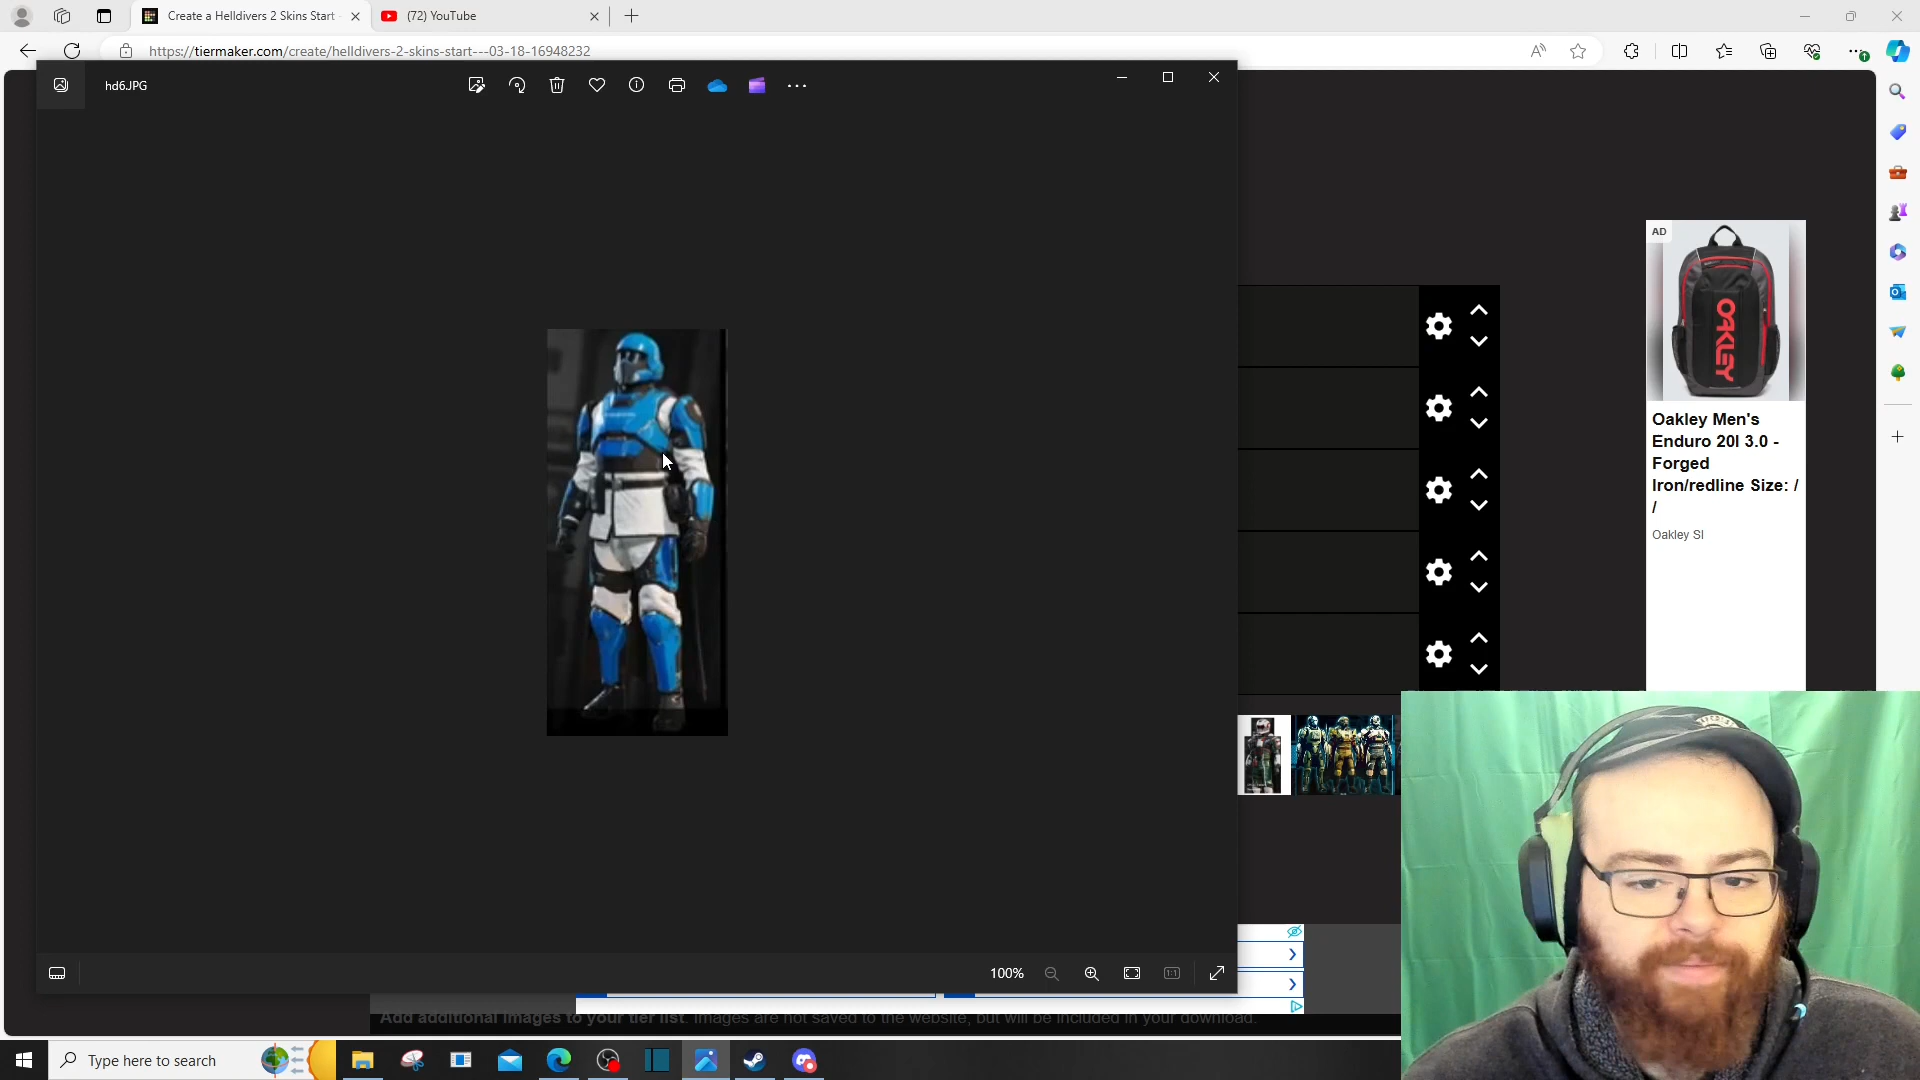 Create a Helldivers 2 Skins Start
(72) YouTube
https://tiermaker.com/create/helldivers-2-skins-start---03-18-16948232
hd6.JPG
AD
OAKLEY
Oakley Men's
Enduro 20l 3.0 -
Forged
Iron/redline Size: /
/
Oakley SI
100%
1:1
Add additional images to your tier list. Images are not saved to the website, but will be included in your download.
Type here to search